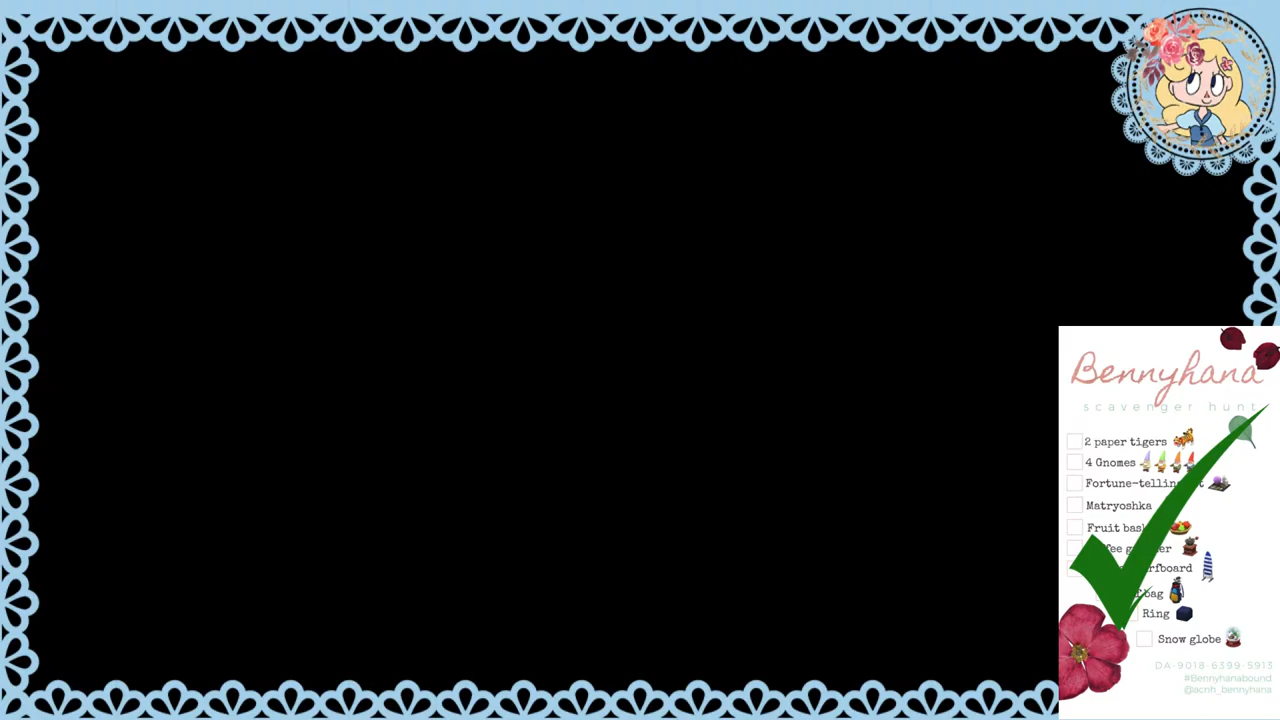 Bennyhana
scavenger hunt
2 paper tigers
4 Gnomes
Fortune-telling
Matryoshka
Fruit
Ring
bag
Snow globe
DA-9018-6399-5913
#Bennyhanabound
@acnh_bennyhana